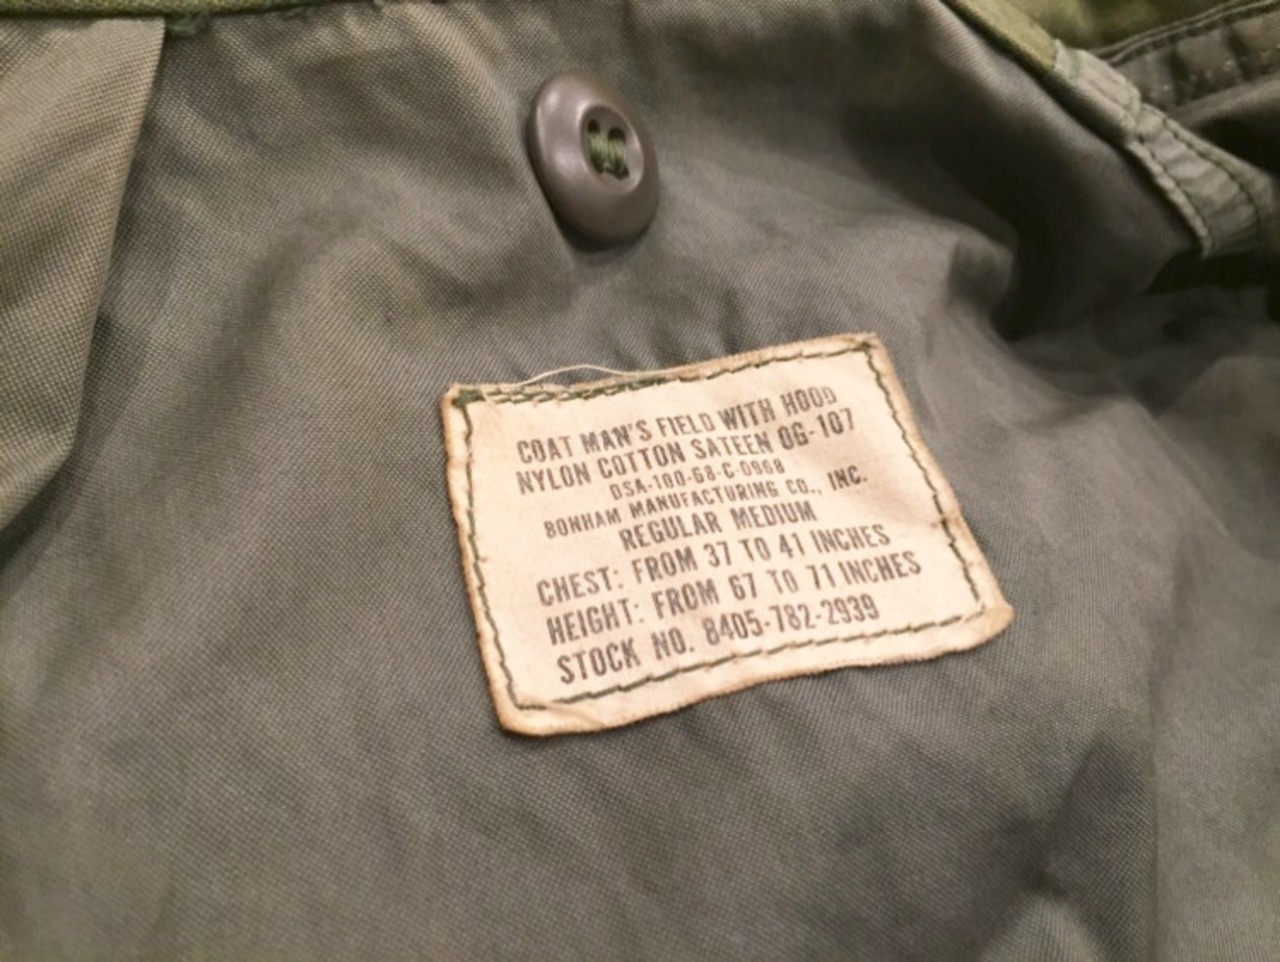 COAT MAN'S FIELD WITH HOOD
NYLON COTTON SATEEN OG-107
DSA-100-68-C-0968
BONHAM MANUFACTURING CO., INC.
REGULAR MEDIUM
CHEST: FROM 37 TO 41 INCHES
HEIGHT: FROM 67 TO 71 INCHES
STOCK NO. 8405-782-2939